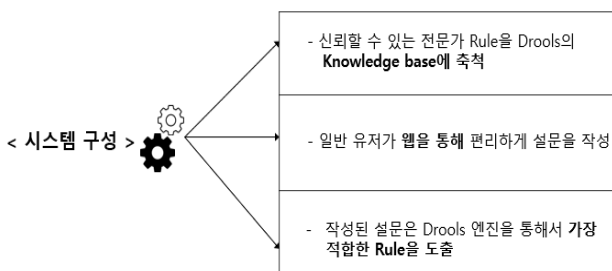 < 시스템 구성 >
- 신뢰할 수 있는 전문가 Rule을 Drools의
Knowledge base에 축척
- 일반 유저가 웹을 통해 편리하게 설문을 작성
- 작성된 설문은 Drools 엔진을 통해서 가장
적합한 Rule을 도출